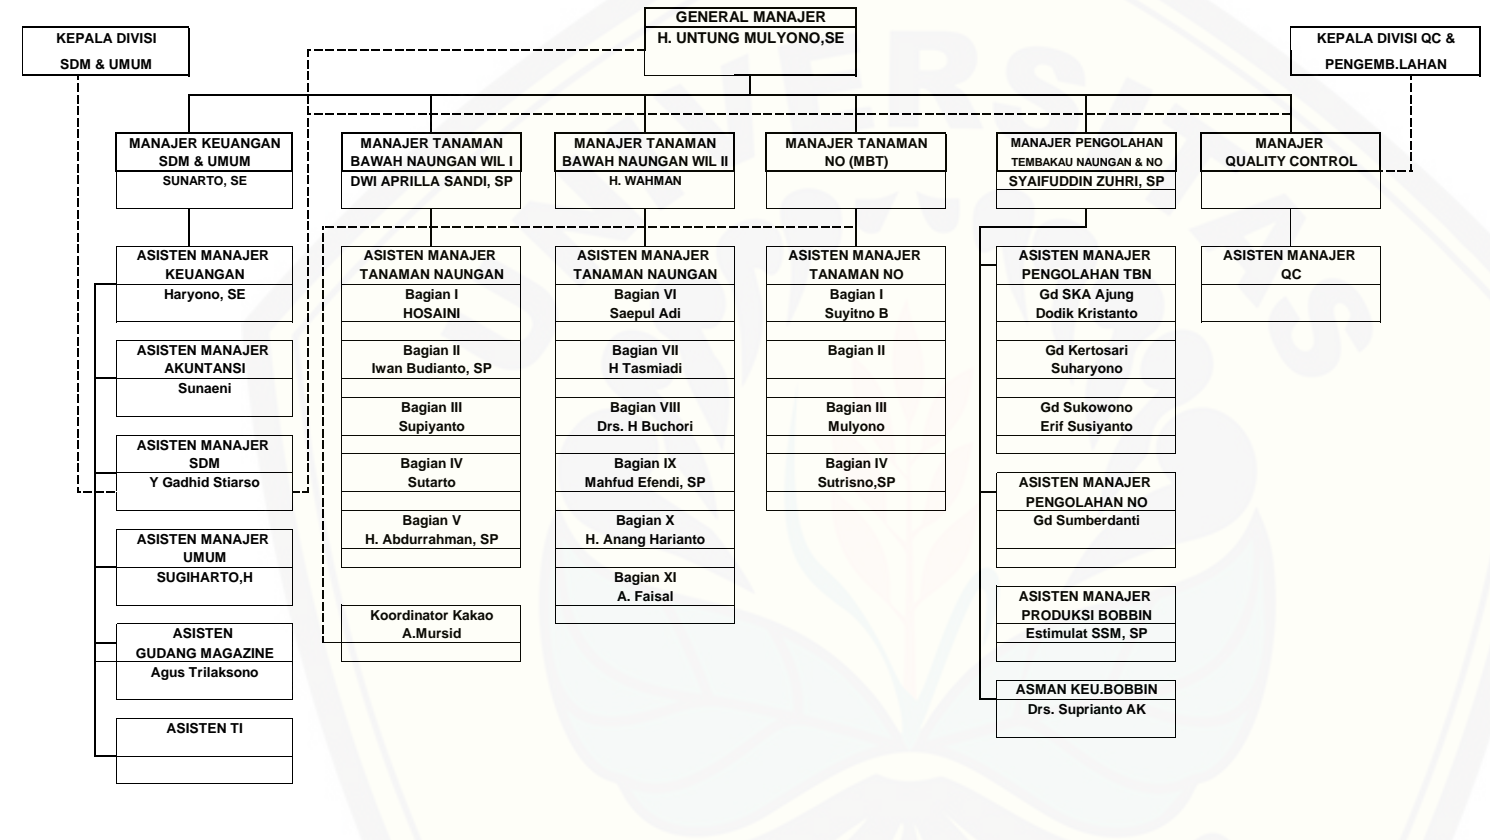 GENERAL MANAJER
H. UNTUNG MULYONO,SE
KEPALA DIVISI
SDM & UMUM
KEPALA DIVISI QC &
PENGEMB.LAHAN
MANAJER KEUANGAN
SDM & UMUM
SUNARTO, SE
MANAJER TANAMAN
BAWAH NAUNGAN WIL I
DWI APRILLA SANDI, SP
MANAJER TANAMAN
BAWAH NAUNGAN WIL II
H. WAHMAN
MANAJER TANAMAN
NO (MBT)
MANAJER PENGOLAHAN
TEMBAKAU NAUNGAN & NO
SYAIFUDDIN ZUHRI, SP
MANAJER
QUALITY CONTROL
ASISTEN MANAJER
KEUANGAN
Haryono, SE
ASISTEN MANAJER
AKUNTANSI
Sunaeni
ASISTEN MANAJER
SDM
Y Gadhid Stiarso
ASISTEN MANAJER
UMUM
SUGIHARTO,H
ASISTEN
GUDANG MAGAZINE
Agus Trilaksono
ASISTEN TI
ASISTEN MANAJER
TANAMAN NAUNGAN
Bagian I
HOSAINI
Bagian II
Iwan Budianto, SP
Bagian III
Supiyanto
Bagian IV
Sutarto
Bagian V
H. Abdurrahman, SP
Koordinator Kakao
A.Mursid
ASISTEN MANAJER
TANAMAN NAUNGAN
Bagian VI
Saepul Adi
Bagian VII
H Tasmiadi
Bagian VIII
Drs. H Buchori
Bagian IX
Mahfud Efendi, SP
Bagian X
H. Anang Harianto
Bagian XI
A. Faisal
ASISTEN MANAJER
TANAMAN NO
Bagian I
Suyitno B
Bagian II
Bagian III
Mulyono
Bagian IV
Sutrisno,SP
ASISTEN MANAJER
PENGOLAHAN TBN
Gd SKA Ajung
Dodik Kristanto
Gd Kertosari
Suharyono
Gd Sukowono
Erif Susiyanto
ASISTEN MANAJER
PENGOLAHAN NO
Gd Sumberdanti
ASISTEN MANAJER
PRODUKSI BOBBIN
Estimulat SSM, SP
ASMAN KEU.BOBBIN
Drs. Suprianto AK
ASISTEN MANAJER
QC
UNIVERSITAS